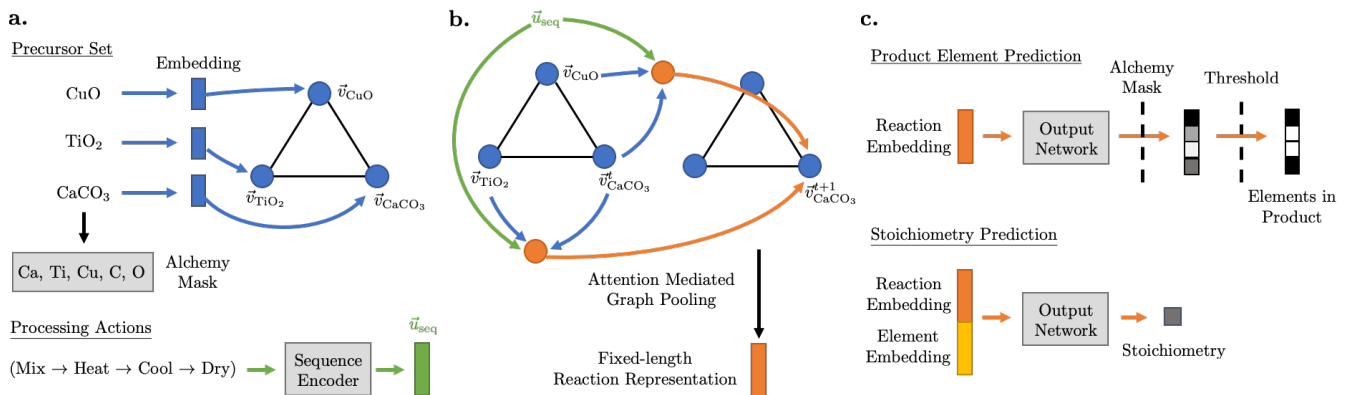 a.
Precursor Set
Embedding
CuO
TiO₂
CaCO₃
v⃗CuO
v⃗TiO₂
v⃗CaCO₃
Ca, Ti, Cu, C, O
Alchemy
Mask
Processing Actions
(Mix → Heat → Cool → Dry)
Sequence
Encoder
u⃗seq
b.
u⃗seq
v⃗CuO
v⃗TiO₂
v⃗ᵗCaCO₃
v⃗ᵗ⁺¹CaCO₃
Attention Mediated
Graph Pooling
Fixed-length
Reaction Representation
c.
Product Element Prediction
Alchemy
Mask
Threshold
Reaction
Embedding
Output
Network
Elements in
Product
Stoichiometry Prediction
Reaction
Embedding
Element
Embedding
Output
Network
Stoichiometry